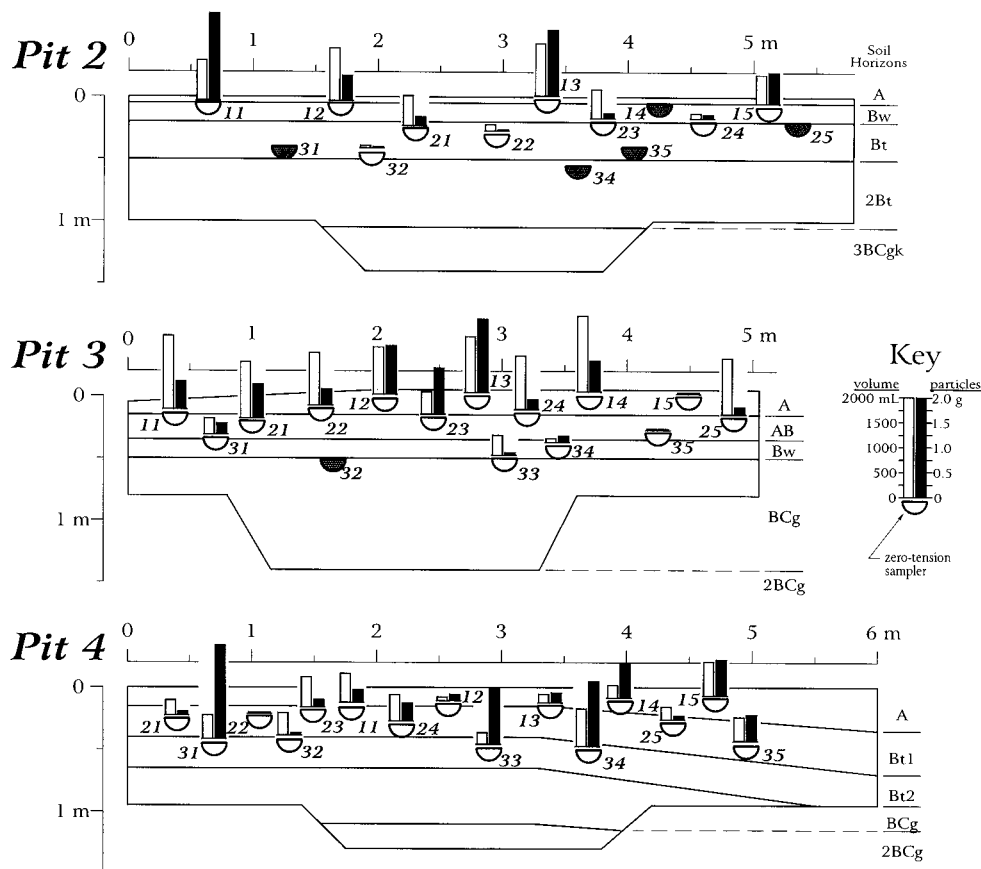 Pit 2
0 1 2 3 4 5 m
Soil
Horizons
0
1 m
11 12 21 32 31 22 13 23 14 35 34 24 15 25
A
Bw
Bt
2Bt
3BCgk
Pit 3
0 1 2 3 4 5 m
0
1 m
11 31 21 22 32 12 23 13 33 24 34 14 15 35 25
A
AB
Bw
BCg
2BCg
Key
volume particles
2000 mL 2.0 g
1500 1.5
1000 1.0
500 0.5
0 0
zero-tension
sampler
Pit 4
0 1 2 3 4 5 6 m
0
1 m
21 31 22 32 23 11 24 12 33 13 34 14 25 15 35
A
Bt1
Bt2
BCg
2BCg